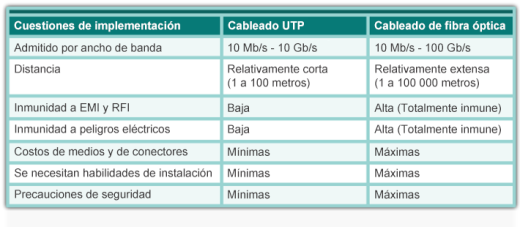 Cuestiones de implementación Cableado UTP Cableado de fibra óptica
Admitido por ancho de banda 10 Mb/s - 10 Gb/s 10 Mb/s - 100 Gb/s
Distancia Relativamente corta Relativamente extensa
(1 a 100 metros) (1 a 100 000 metros)
Inmunidad a EMI y RFI Baja Alta (Totalmente inmune)
Inmunidad a peligros eléctricos Baja Alta (Totalmente inmune)
Costos de medios y de conectores Mínimas Máximas
Se necesitan habilidades de instalación Mínimas Máximas
Precauciones de seguridad Mínimas Máximas